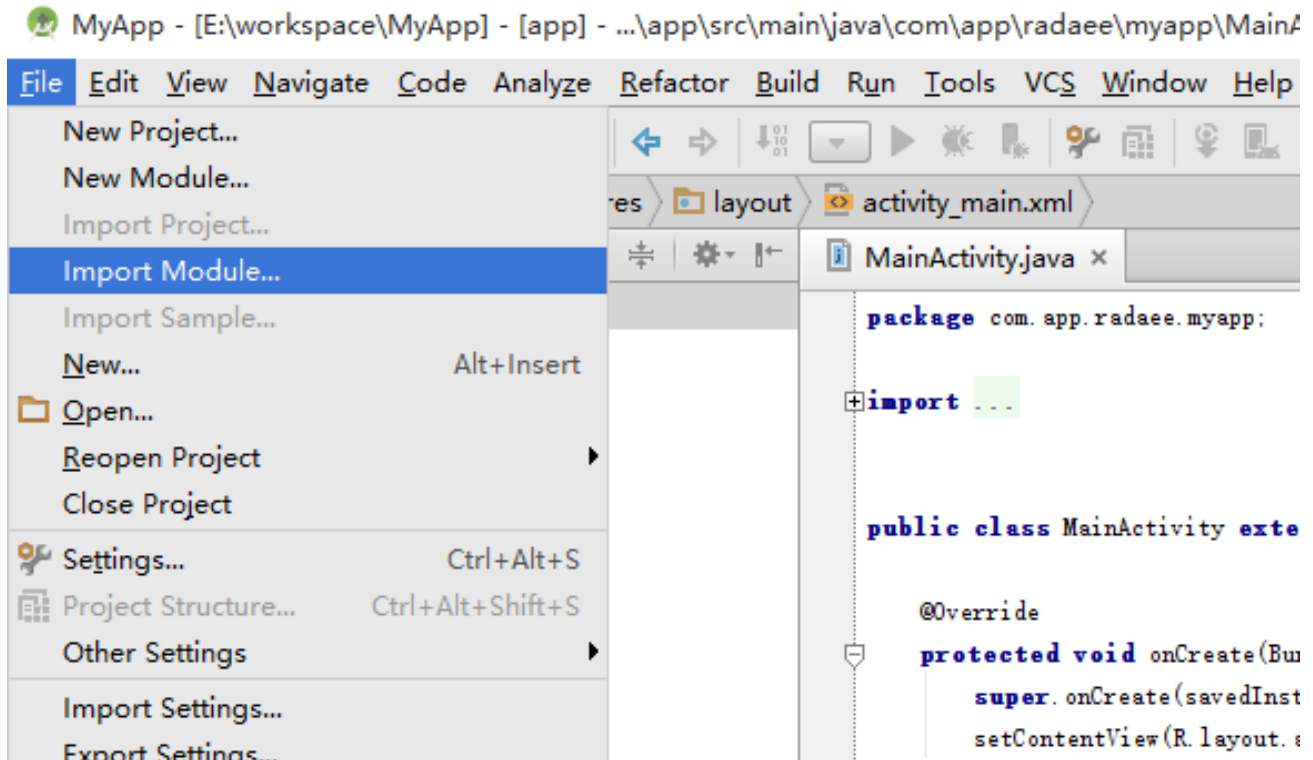 MyApp - [E:\workspace\MyApp] - [app] - ...\app\src\main\java\com\app\radaee\myapp\MainA
File Edit View Navigate Code Analyze Refactor Build Run Tools VCS Window Help
New Project...
New Module...
Import Project...
Import Module...
Import Sample...
New... Alt+Insert
Open...
Reopen Project
Close Project
Settings... Ctrl+Alt+S
Project Structure... Ctrl+Alt+Shift+S
Other Settings
Import Settings...
Export Settings...
res layout activity_main.xml
MainActivity.java
package com.app.radaee.myapp;
import ...
public class MainActivity exte
@Override
protected void onCreate(Bun
super.onCreate(savedInst
setContentView(R.layout.a